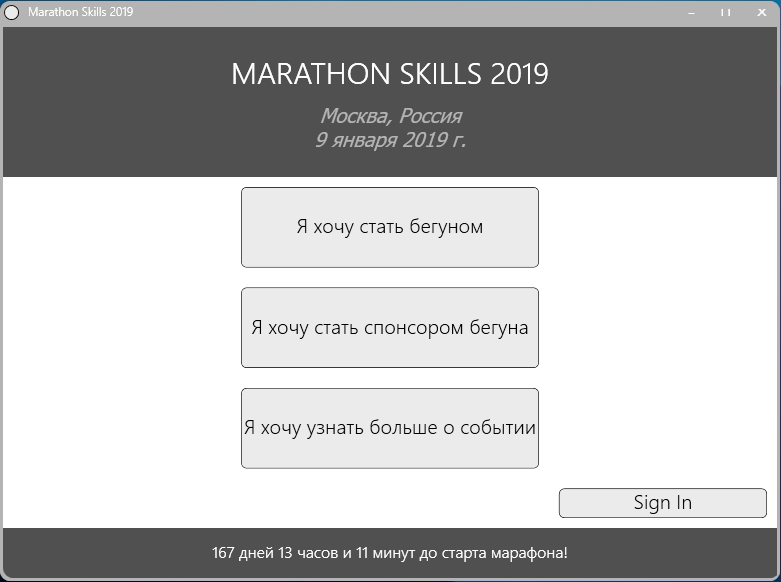 Marathon Skills 2019
MARATHON SKILLS 2019
Москва, Россия
9 января 2019 г.
Я хочу стать бегуном
Я хочу стать спонсором бегуна
Я хочу узнать больше о событии
Sign In
167 дней 13 часов и 11 минут до старта марафона!